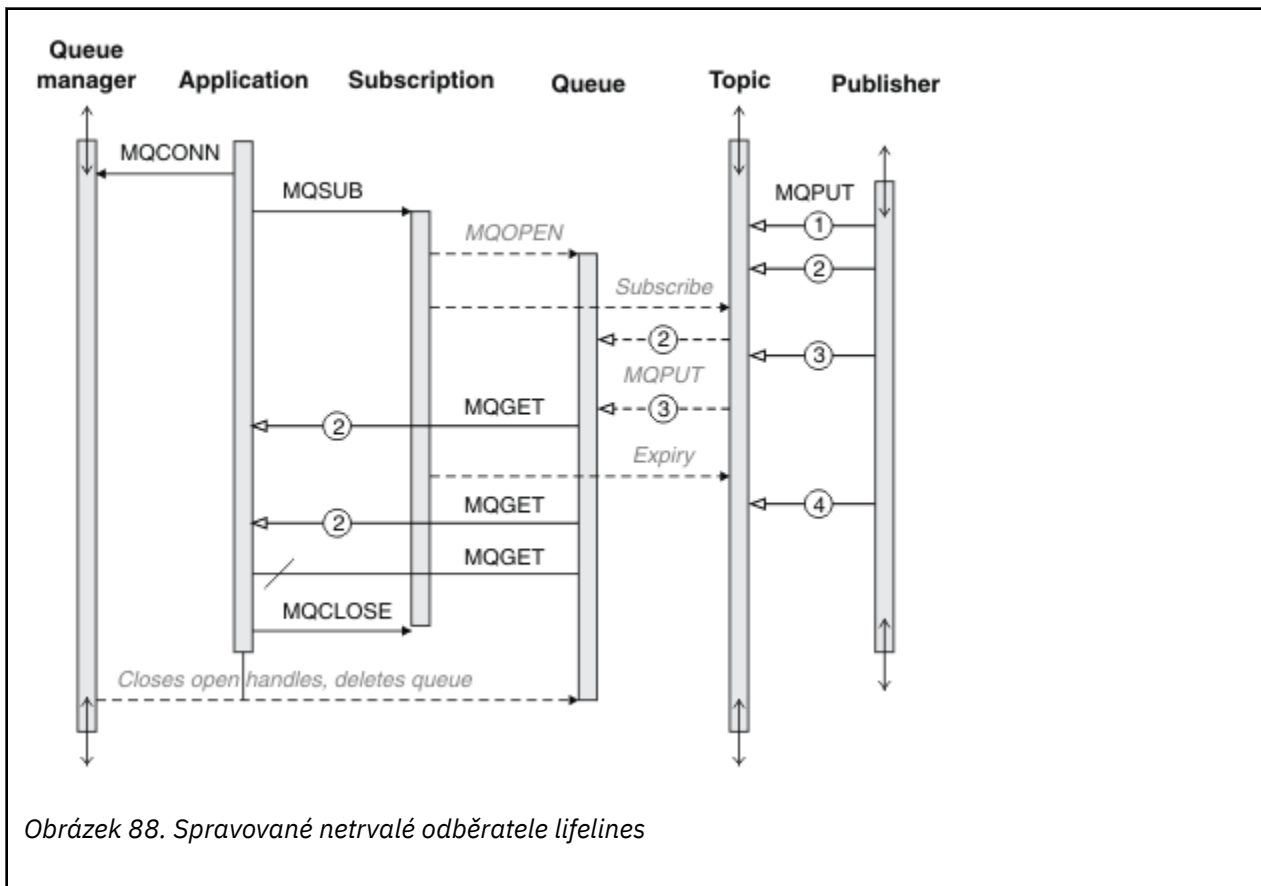 Queue manager
Application
Subscription
Queue
Topic
Publisher
MQCONN
MQSUB
MQPUT
1
MQOPEN
2
Subscribe
2
3
MQPUT
MQGET
3
2
Expiry
MQGET
4
2
MQGET
MQCLOSE
Closes open handles, deletes queue
Obrázek 88. Spravované netrvalé odběratele lifelines